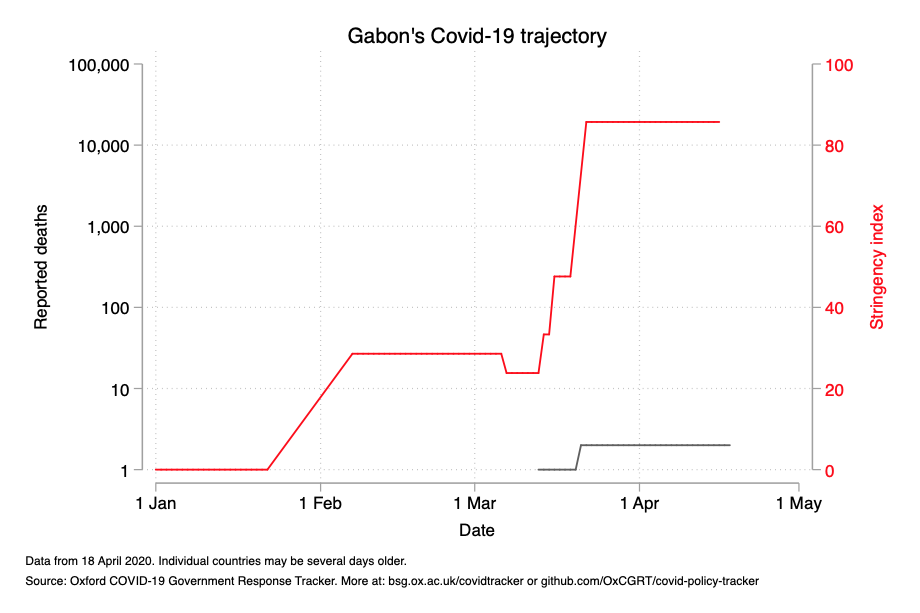 Gabon's Covid-19 trajectory
100,000
10,000
1,000
100
10
1
Reported deaths
100
80
60
40
20
0
Stringency index
1 Jan 1 Feb 1 Mar 1 Apr 1 May
Date
Data from 18 April 2020. Individual countries may be several days older.
Source: Oxford COVID-19 Government Response Tracker. More at: bsg.ox.ac.uk/covidtracker or github.com/OxCGRT/covid-policy-tracker